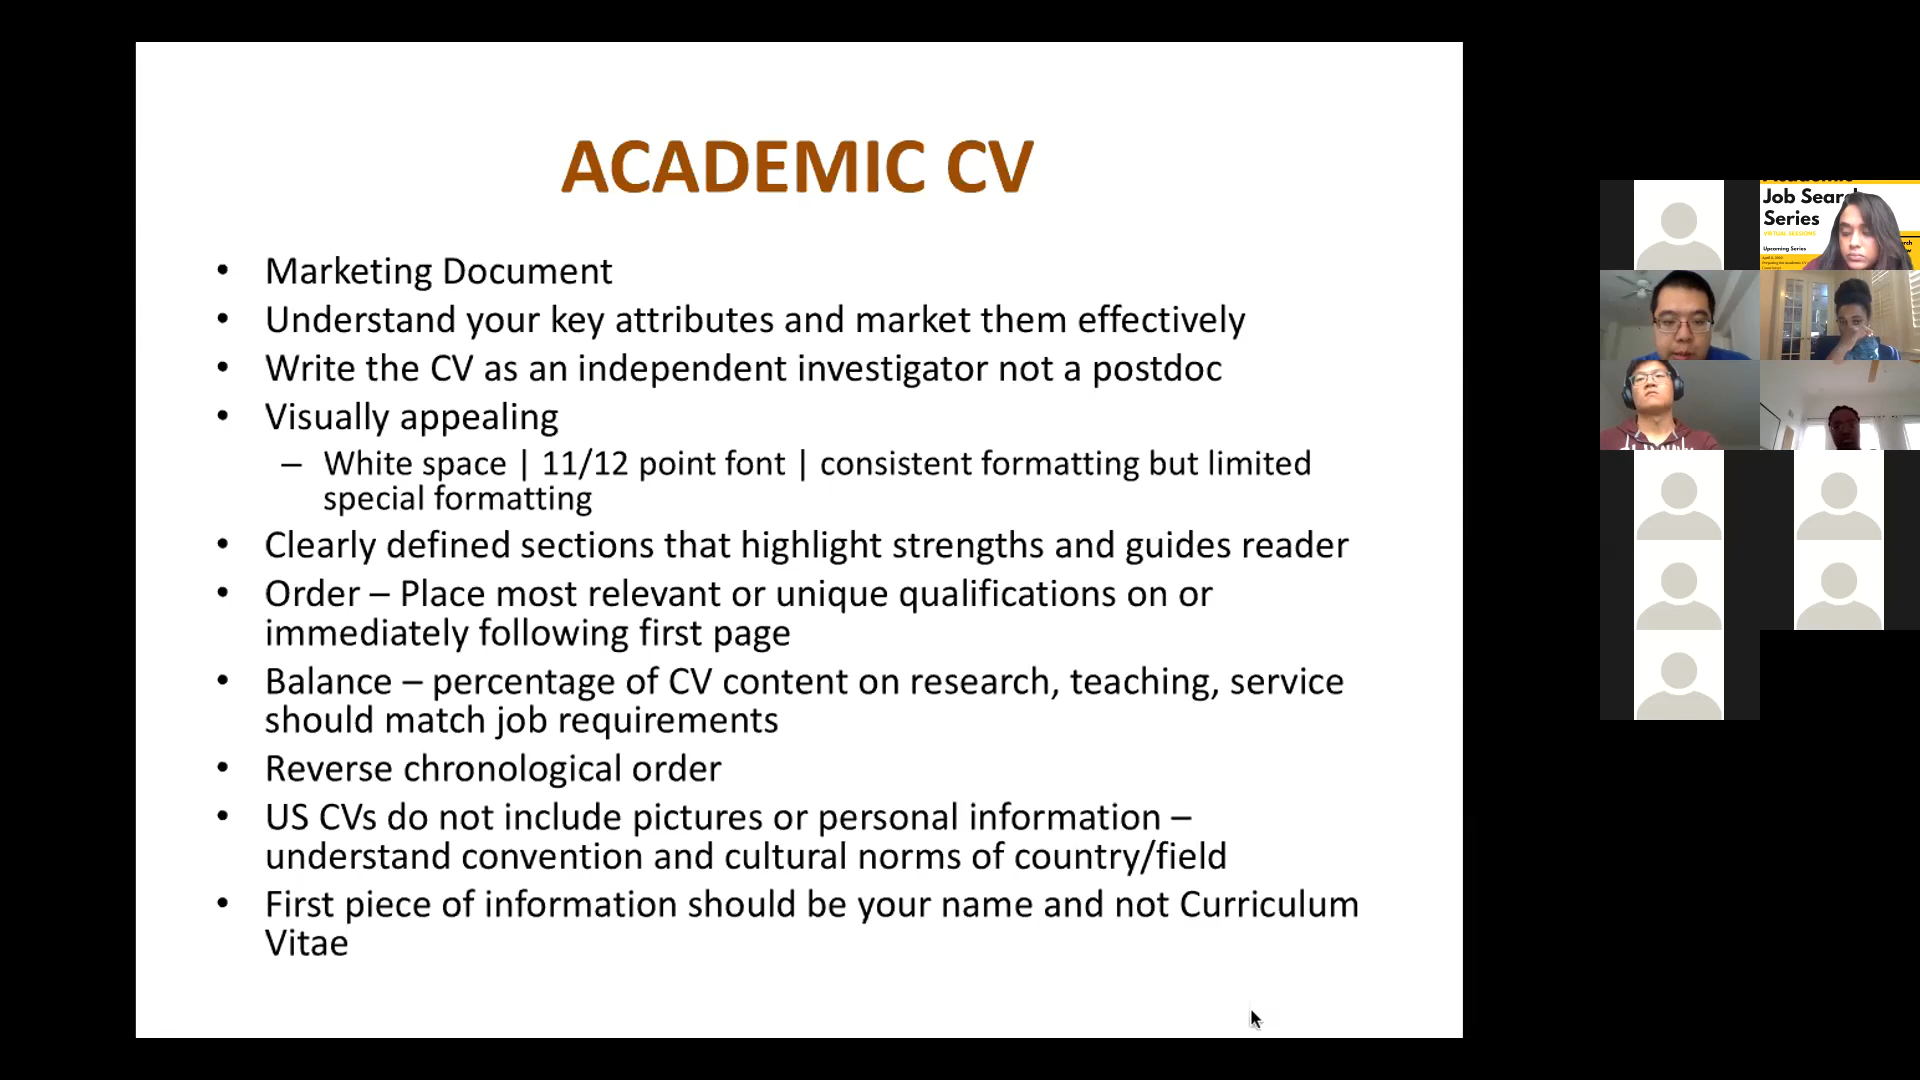 ACADEMIC CV
• Marketing Document
• Understand your key attributes and market them effectively
• Write the CV as an independent investigator not a postdoc
• Visually appealing
– White space | 11/12 point font | consistent formatting but limited
special formatting
• Clearly defined sections that highlight strengths and guides reader
• Order – Place most relevant or unique qualifications on or
immediately following first page
• Balance – percentage of CV content on research, teaching, service
should match job requirements
• Reverse chronological order
• US CVs do not include pictures or personal information –
understand convention and cultural norms of country/field
• First piece of information should be your name and not Curriculum
Vitae
Academic
Job Sear
Series
VIRTUAL SESSIONS
Upcoming Series